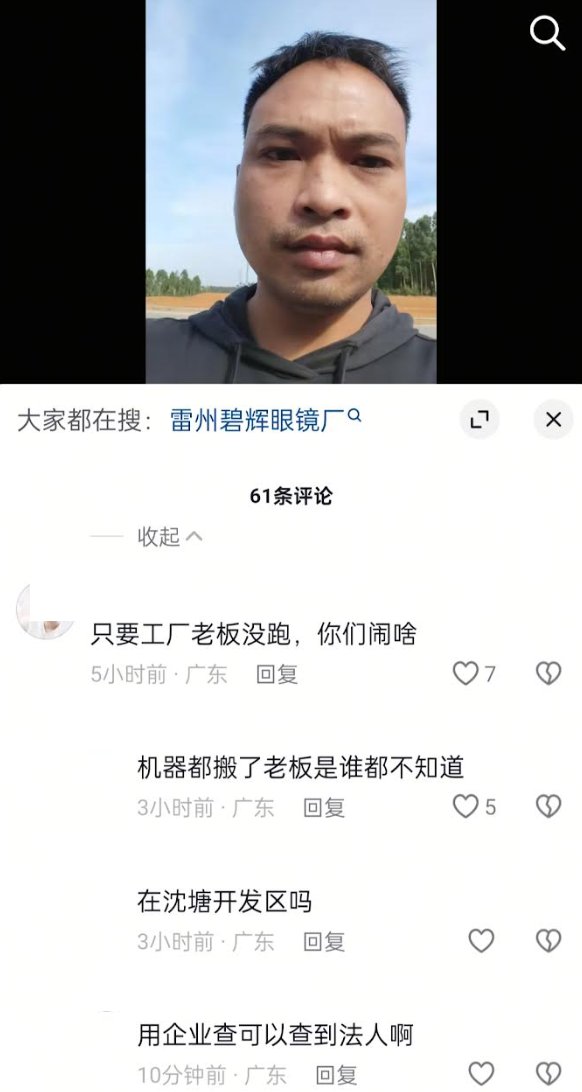 大家都在搜：雷州碧辉眼镜厂
61条评论
收起
只要工厂老板没跑，你们闹啥
5小时前 · 广东 回复 7
机器都搬了老板是谁都不知道
3小时前 · 广东 回复 5
在沈塘开发区吗
3小时前 · 广东 回复
用企业查可以查到法人啊
10分钟前 · 广东 回复